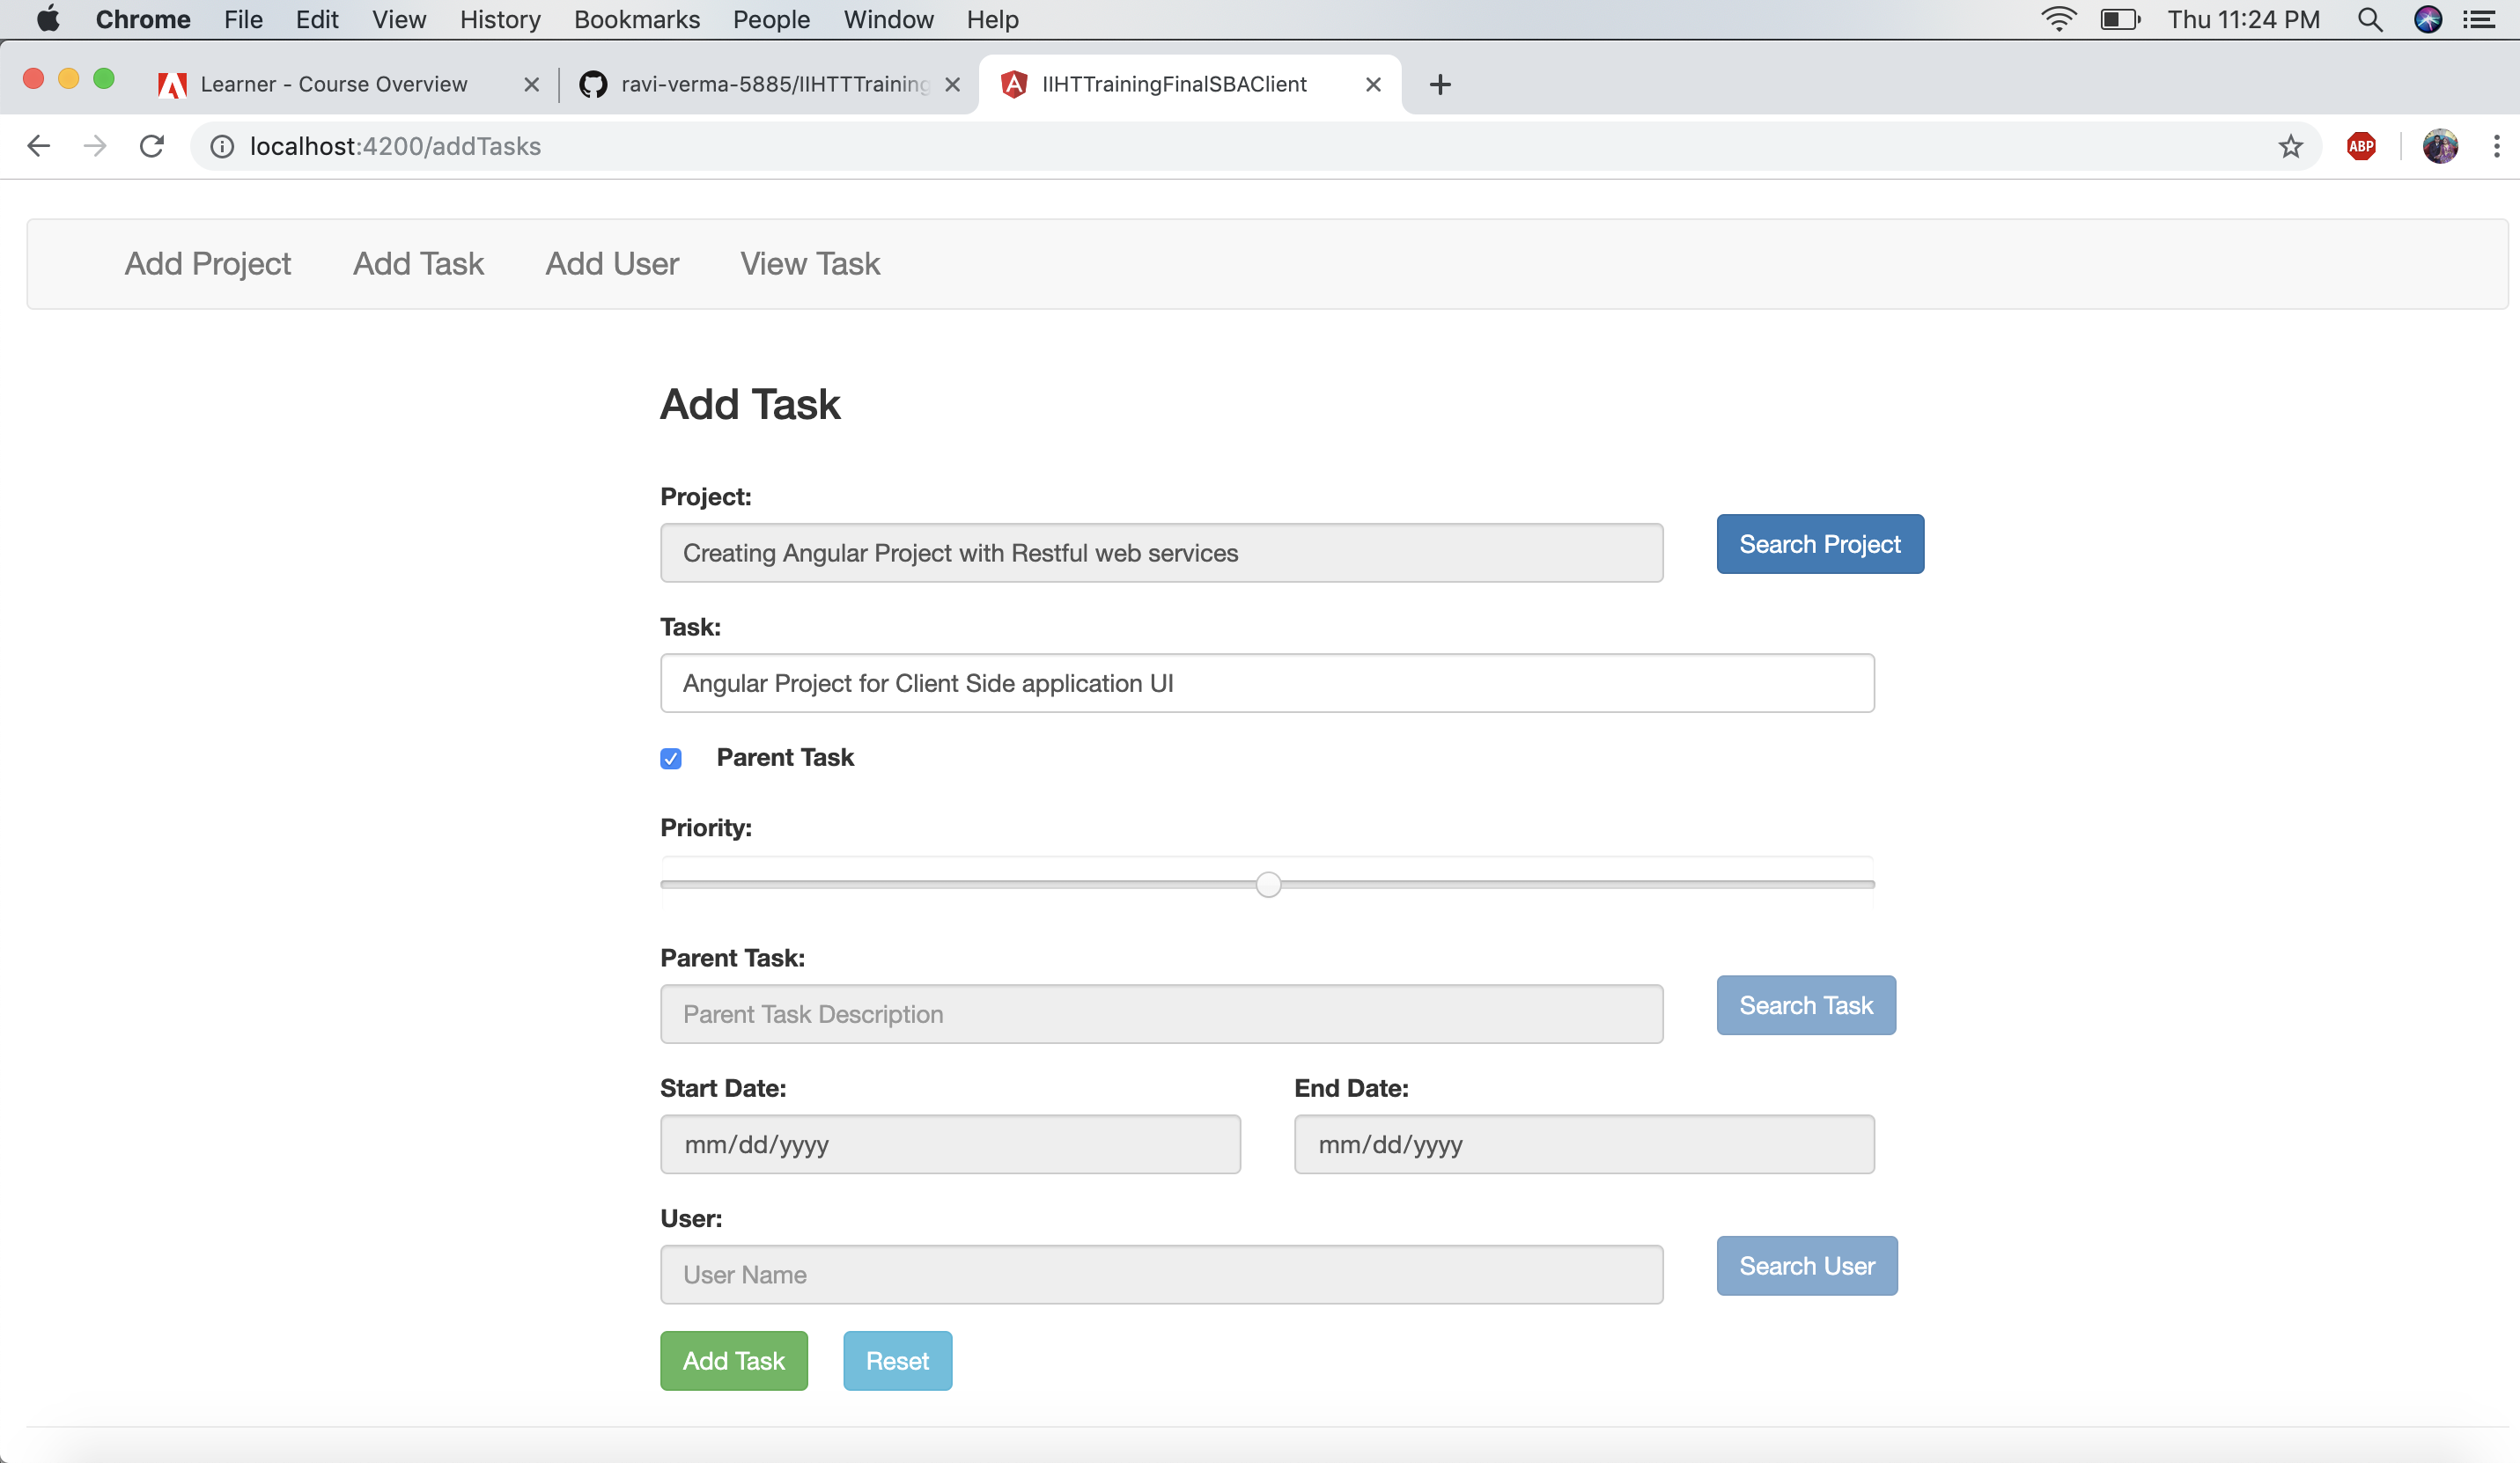 Chrome File Edit View History Bookmarks People Window Help Thu 11:24 PM
Learner - Course Overview ravi-verma-5885/IIHTTTraining IIHTTrainingFinalSBAClient
localhost:4200/addTasks ABP
Add Project Add Task Add User View Task
Add Task
Project:
Creating Angular Project with Restful web services Search Project
Task:
Angular Project for Client Side application UI
Parent Task
Priority:
Parent Task:
Parent Task Description Search Task
Start Date: End Date:
mm/dd/yyyy mm/dd/yyyy
User:
User Name Search User
Add Task Reset